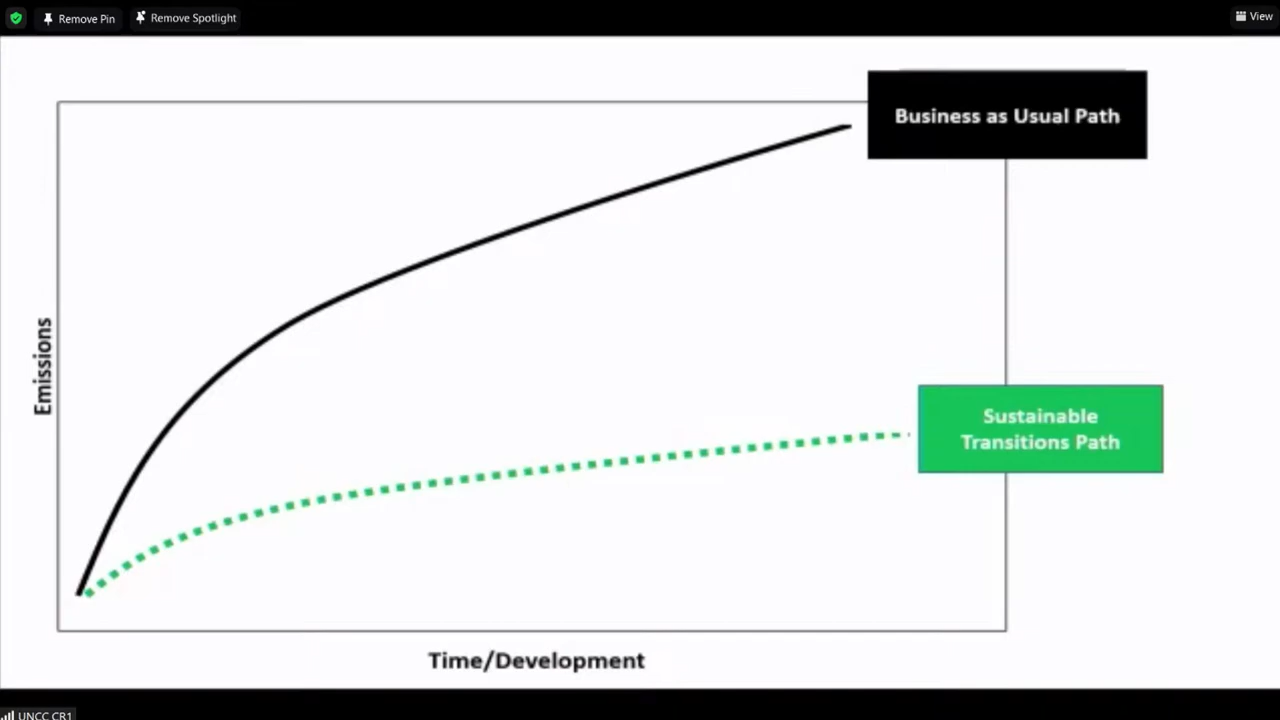 Remove Pin
Remove Spotlight
View
Business as Usual Path
Emissions
Sustainable
Transitions Path
Time/Development
UNCC CR1